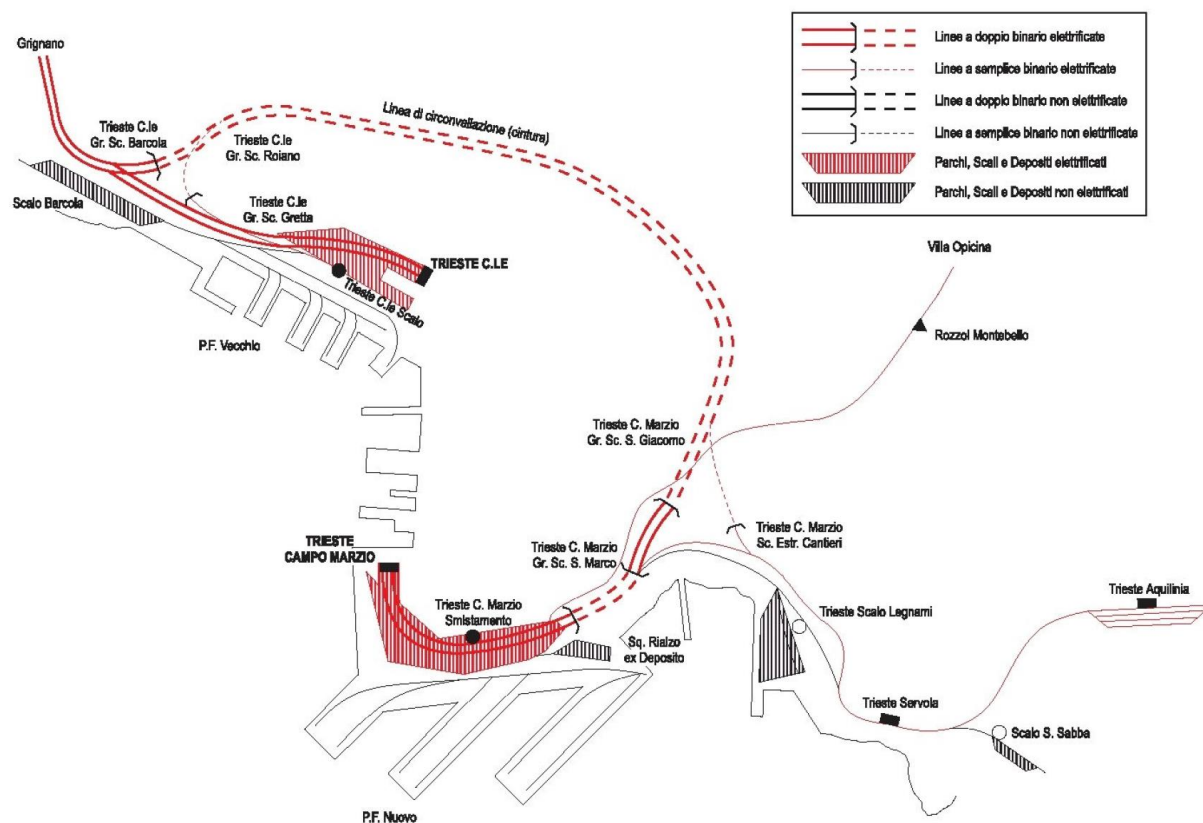 Grignano
Trieste C.le
Gr. Sc. Barcola
Trieste C.le
Gr. Sc. Roiano
Linea di circonvallazione (cintura)
Linee a doppio binario elettrificate
Linee a semplice binario elettrificate
Linee a doppio binario non elettrificate
Linee a semplice binario non elettrificate
Parchi, Scali e Depositi elettrificati
Parchi, Scali e Depositi non elettrificati
Scalo Barcola
Trieste C.le
Gr. Sc. Gretta
TRIESTE C.LE
Trieste C.le Scalo
P.F. Vecchio
Villa Opicina
Rozzol Montebello
Trieste C. Marzio
Gr. Sc. S. Giacomo
Trieste C. Marzio
Sc. Estr. Cantieri
TRIESTE
CAMPO MARZIO
Trieste C. Marzio
Gr. Sc. S. Marco
Trieste C. Marzio
Smistamento
Sq. Rialzo
ex Deposito
Trieste Scalo Legnami
Trieste Aquilinia
Trieste Servola
Scalo S. Sabba
P.F. Nuovo